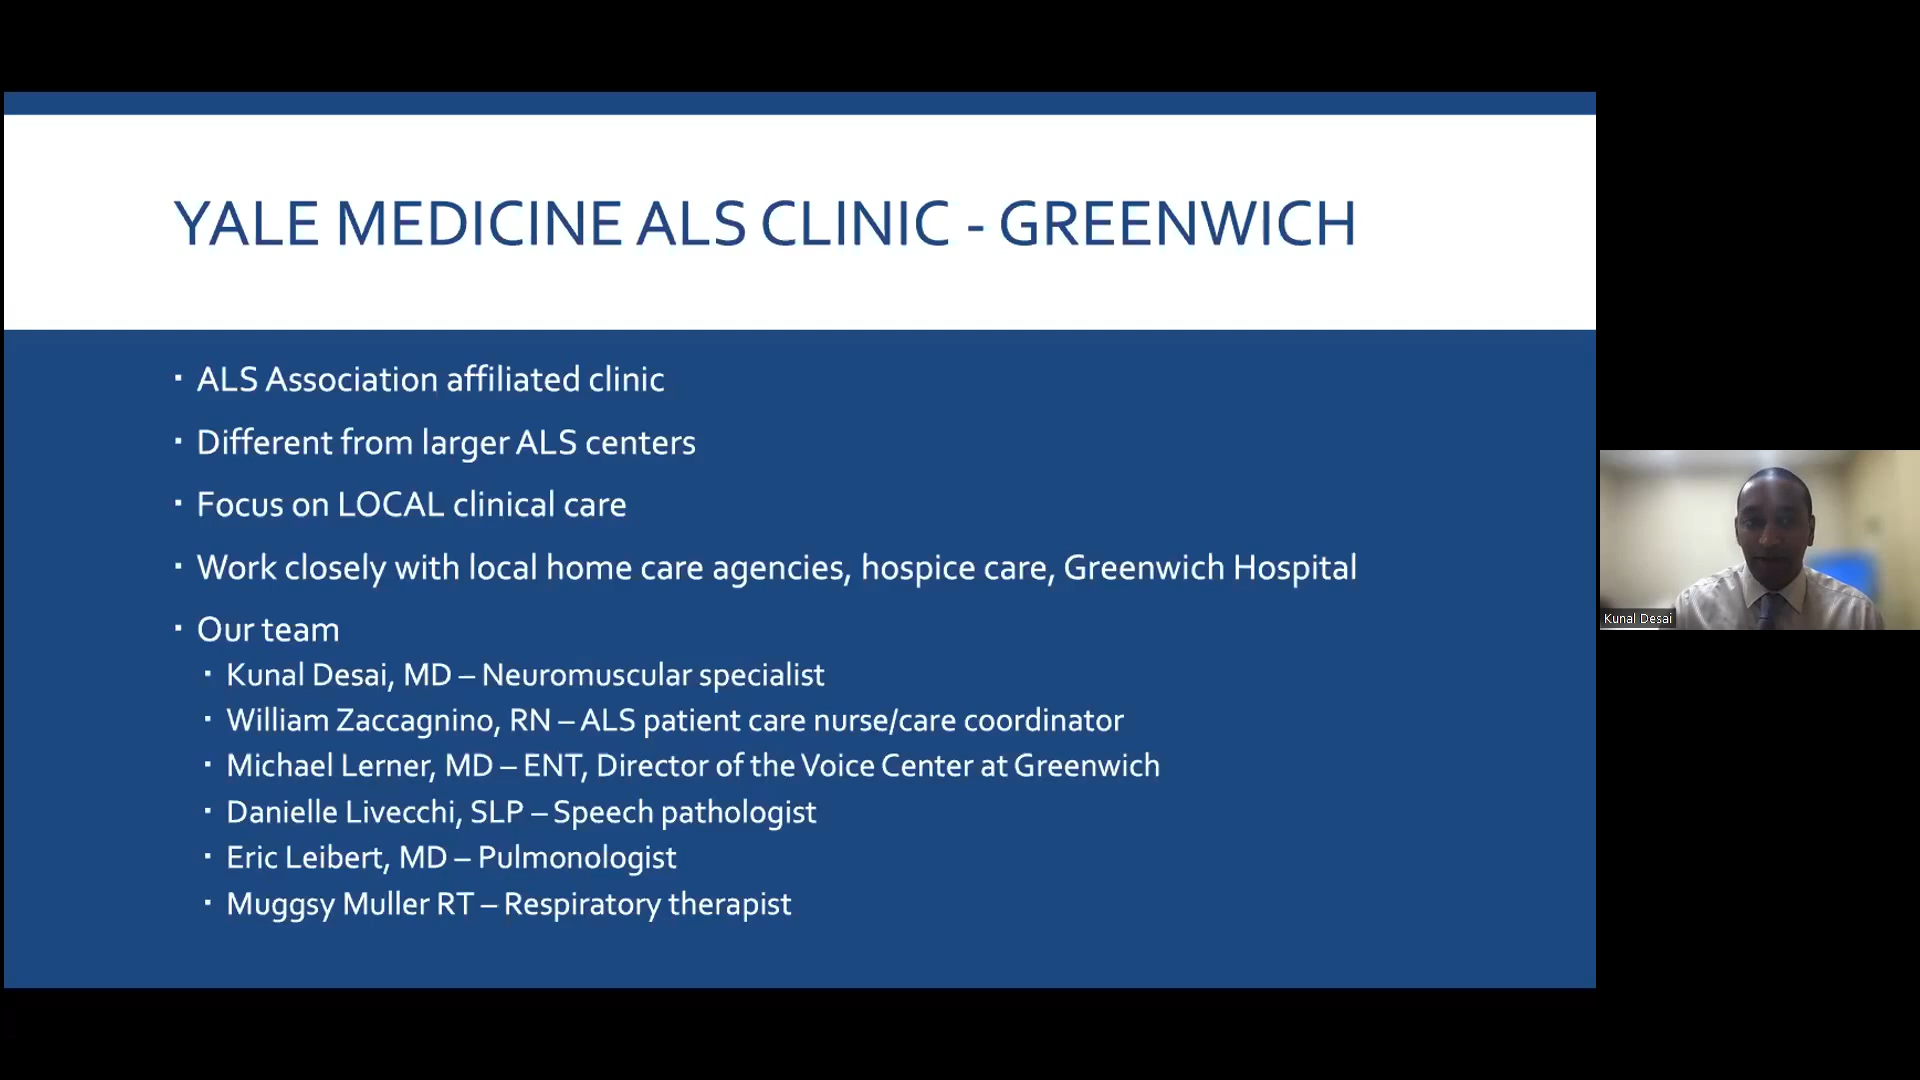 YALE MEDICINE ALS CLINIC - GREENWICH
▪ ALS Association affiliated clinic
▪ Different from larger ALS centers
▪ Focus on LOCAL clinical care
▪ Work closely with local home care agencies, hospice care, Greenwich Hospital
▪ Our team
▪ Kunal Desai, MD – Neuromuscular specialist
▪ William Zaccagnino, RN – ALS patient care nurse/care coordinator
▪ Michael Lerner, MD – ENT, Director of the Voice Center at Greenwich
▪ Danielle Livecchi, SLP – Speech pathologist
▪ Eric Leibert, MD – Pulmonologist
▪ Muggsy Muller RT – Respiratory therapist
Kunal Desai